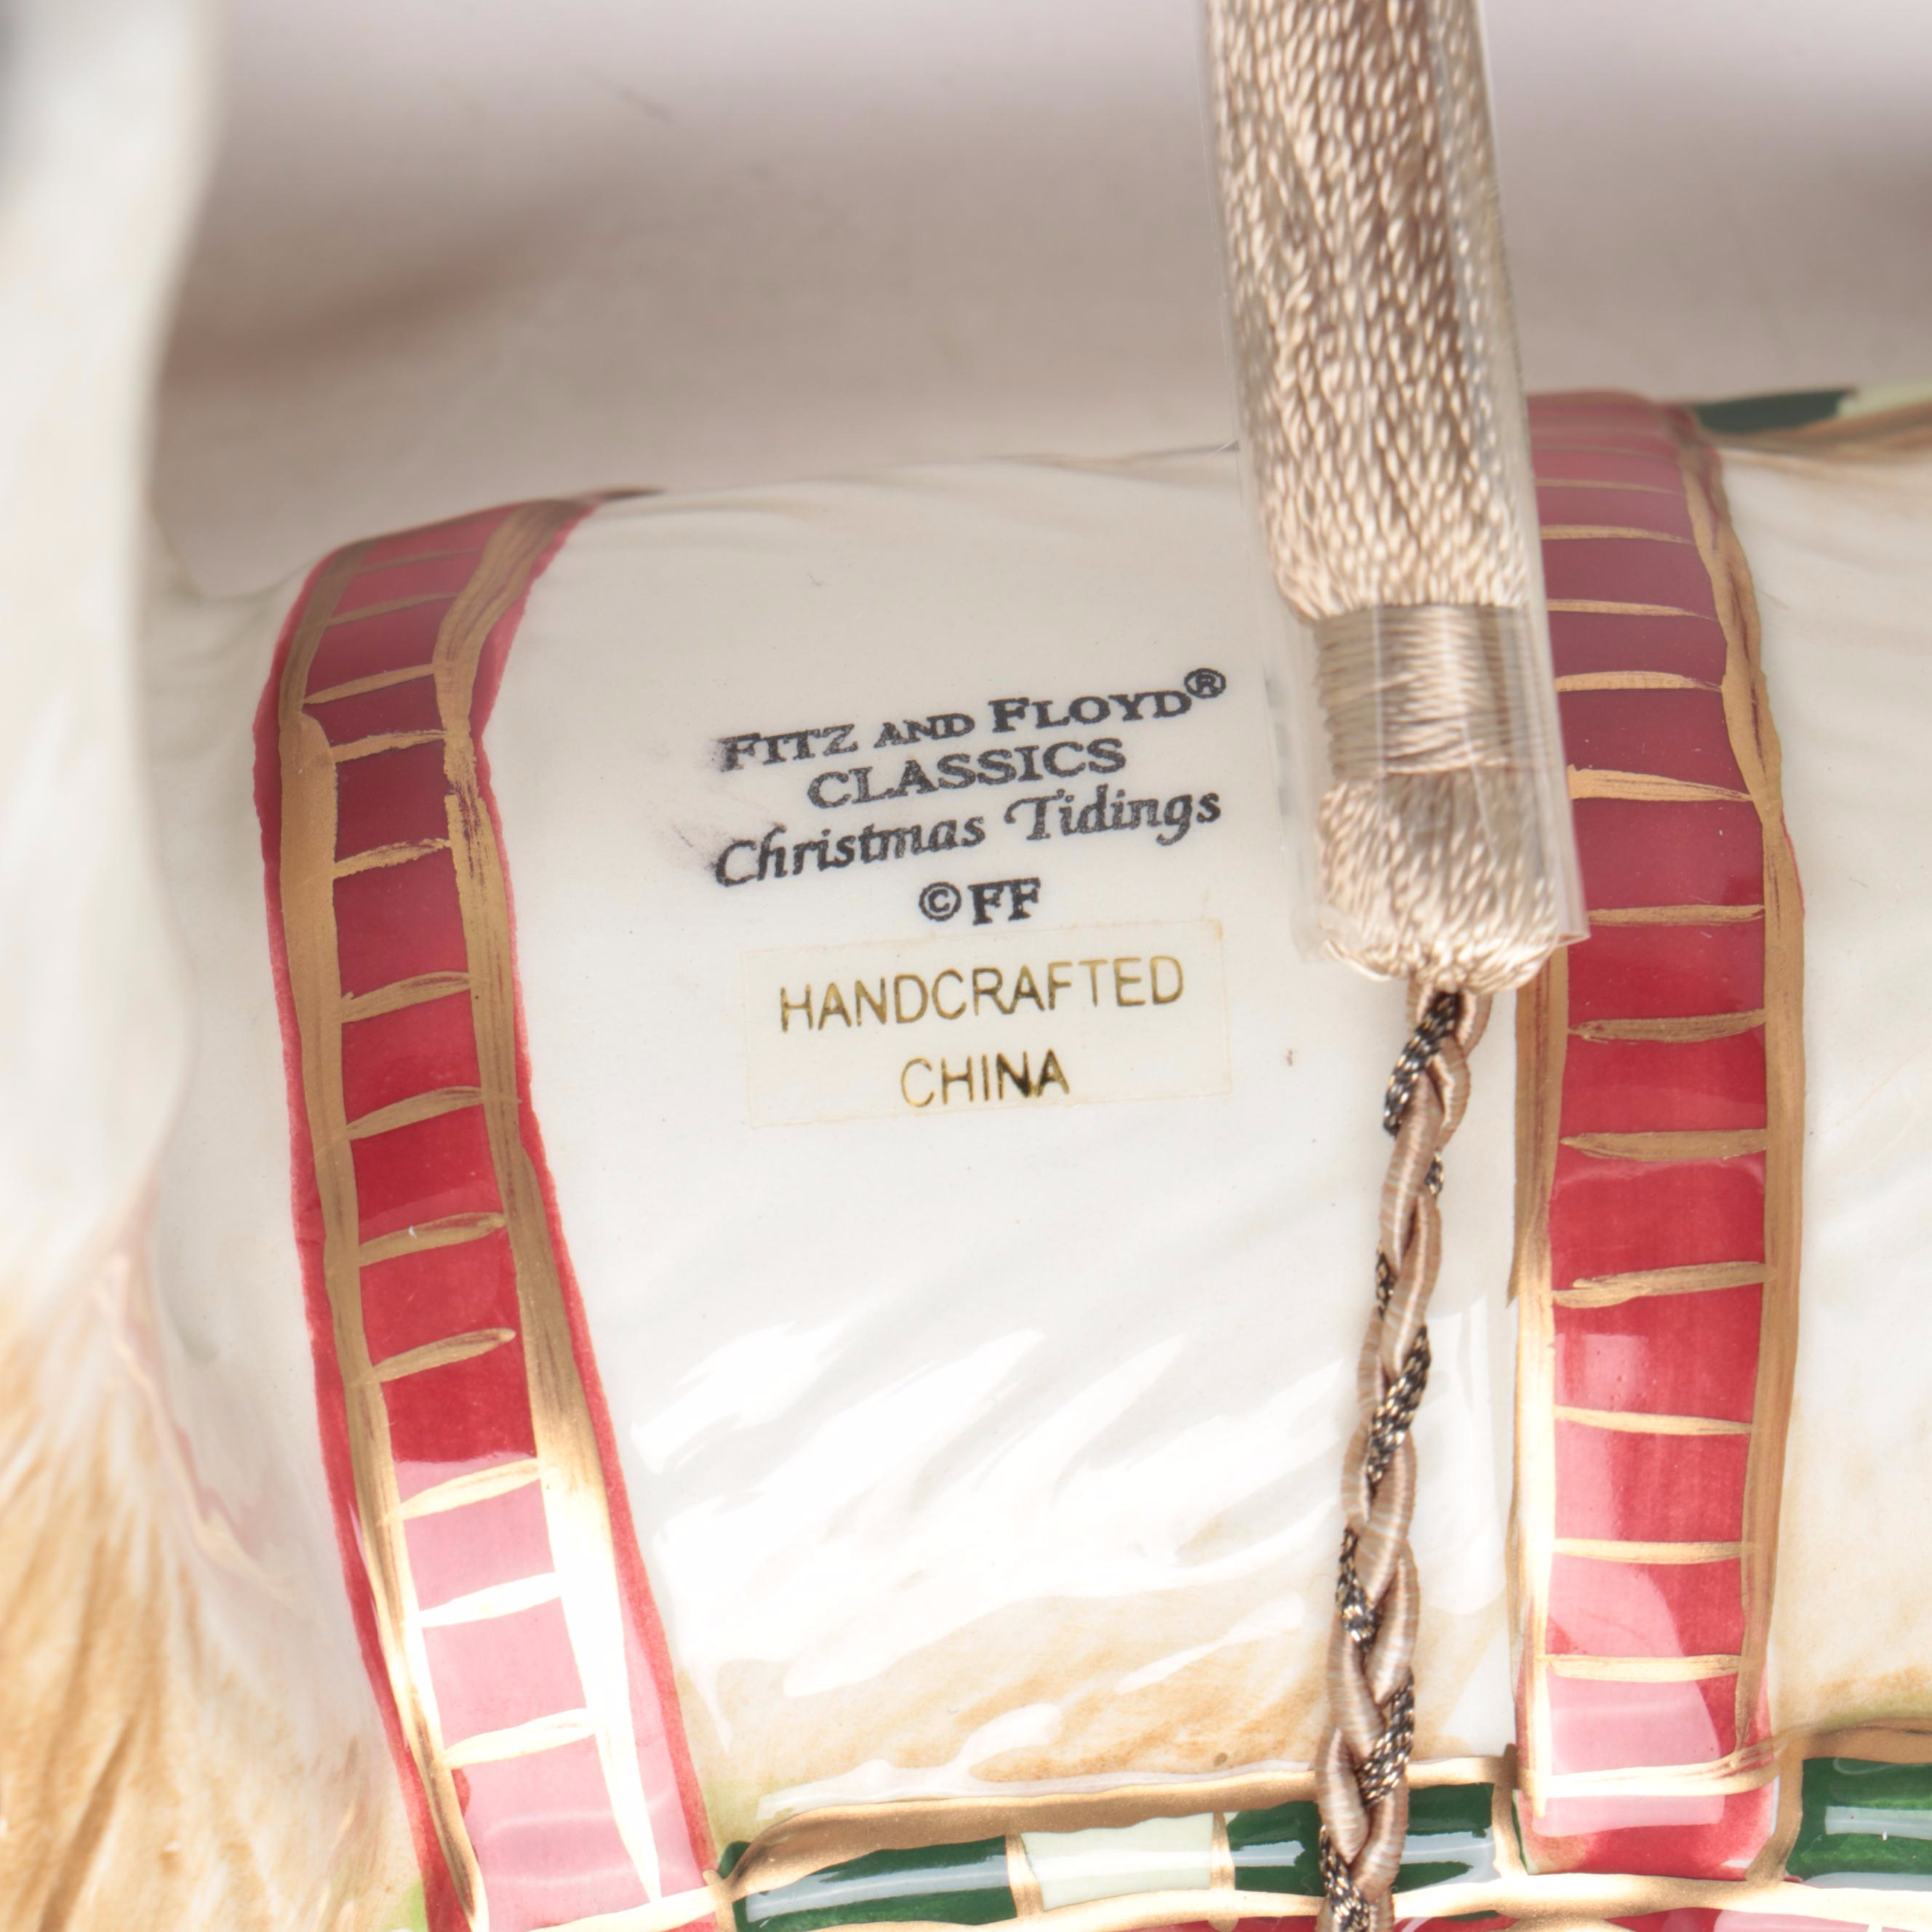 FITZ AND FLOYD®
CLASSICS
Christmas Tidings
©FF
HANDCRAFTED
CHINA